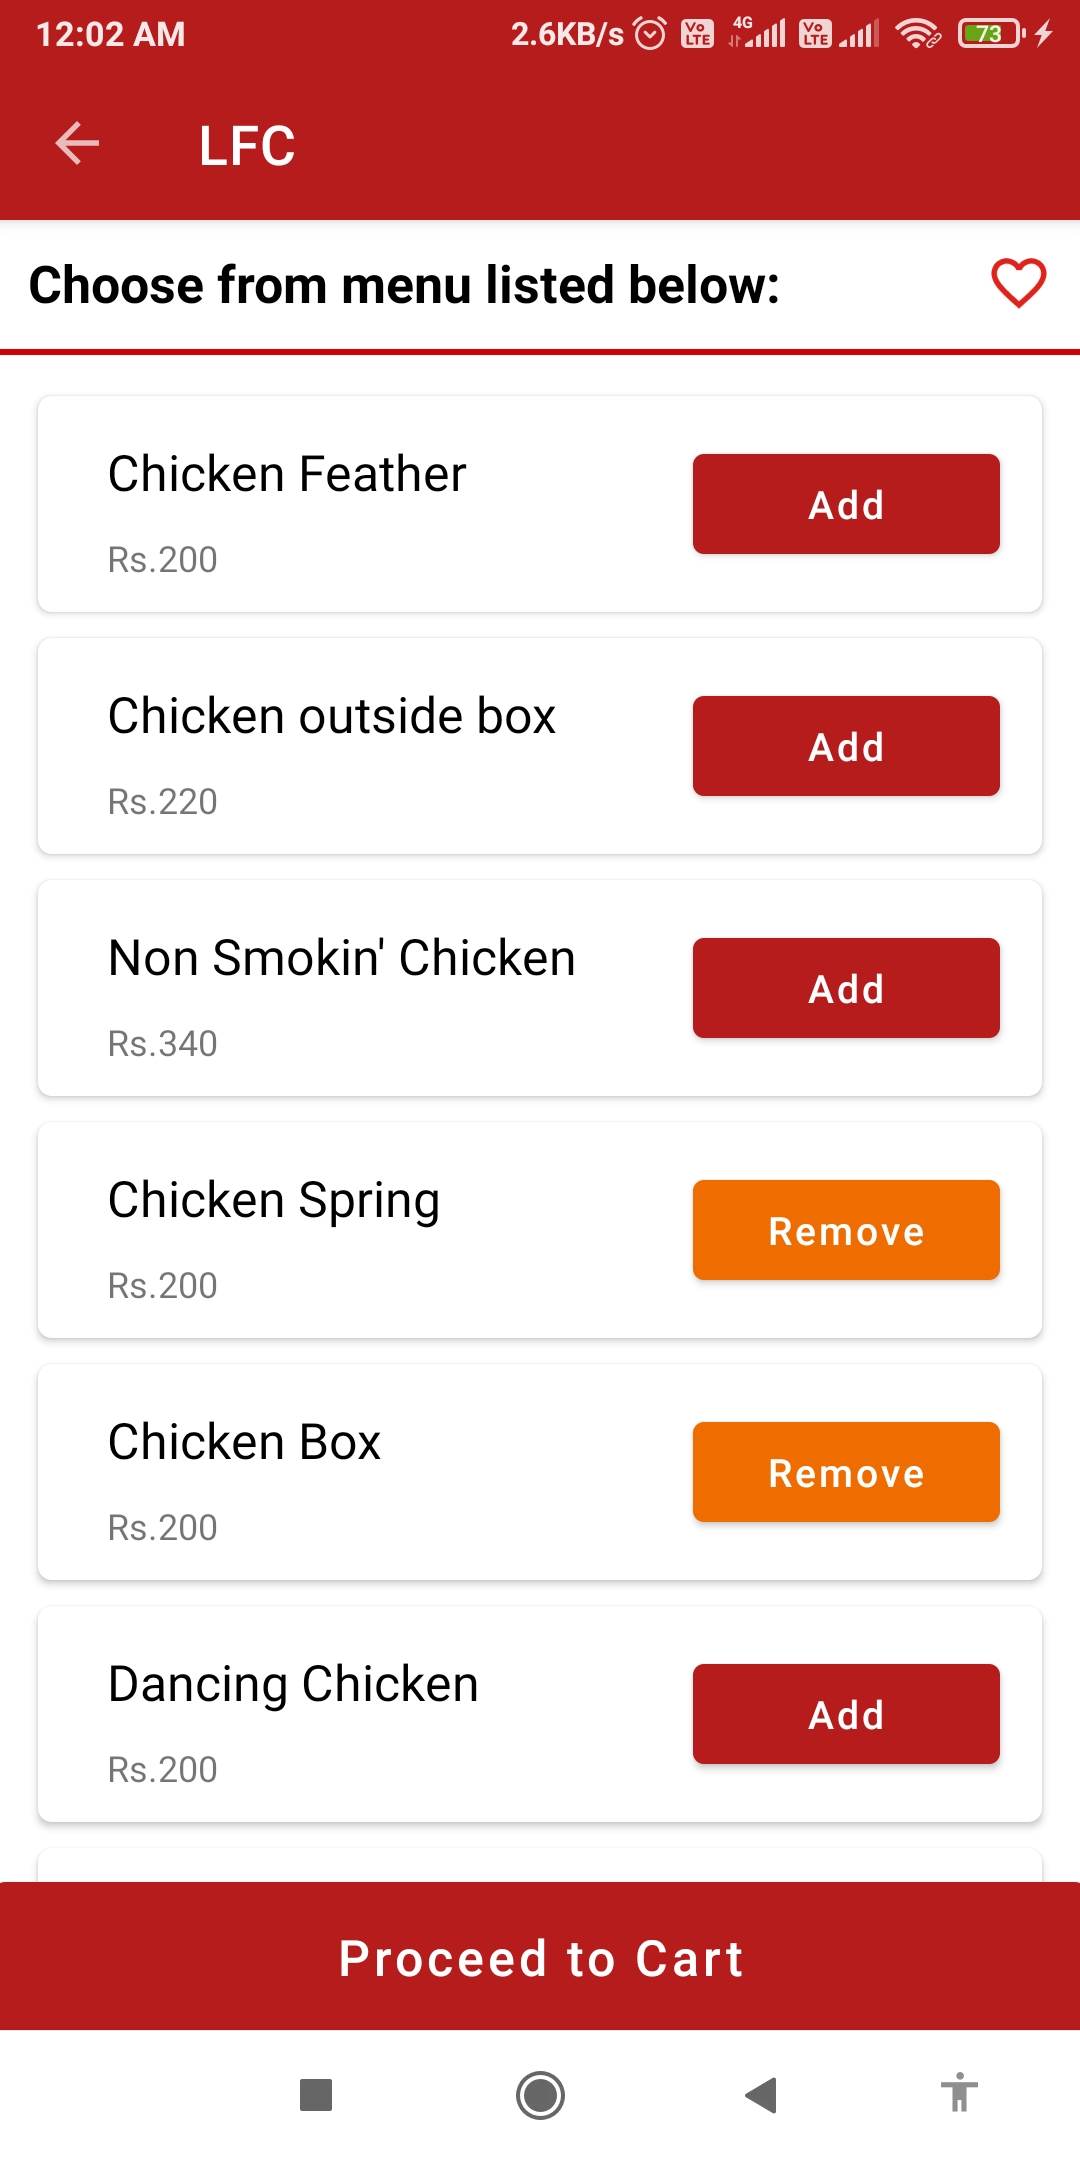 12:02 AM 2.6KB/s Vo LTE 4G Vo LTE 73
LFC
Choose from menu listed below:
Chicken Feather
Add
Rs.200
Chicken outside box
Add
Rs.220
Non Smokin' Chicken
Add
Rs.340
Chicken Spring
Remove
Rs.200
Chicken Box
Remove
Rs.200
Dancing Chicken
Add
Rs.200
Proceed to Cart